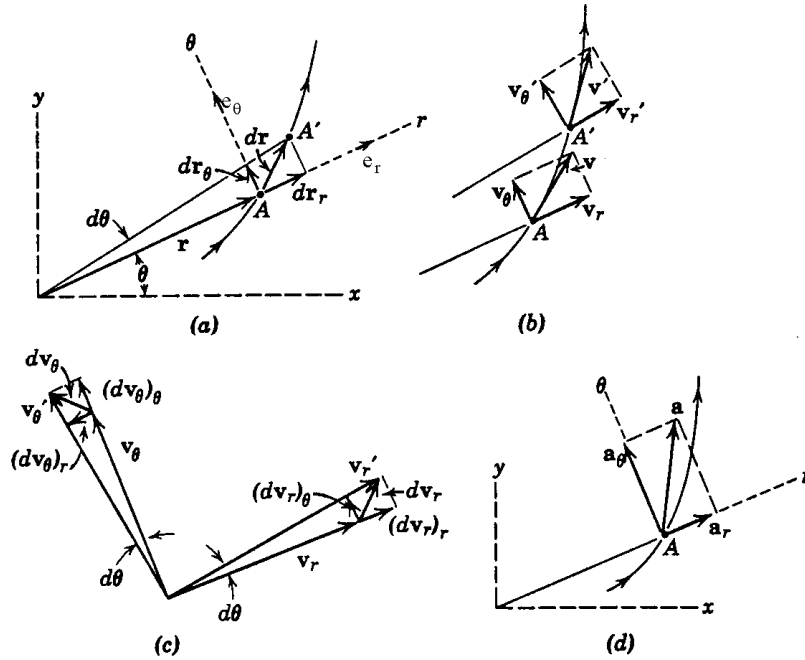 θ
y
e_θ
r
A′
dr
dr_θ
e_r
dr_r
A
dθ
r
θ
x
(a)
v_θ′
v′
v_r′
A′
v
v_θ
v_r
A
(b)
dv_θ
(dv_θ)_θ
v_θ′
v_θ
(dv_θ)_r
v_r′
(dv_r)_θ
dv_r
(dv_r)_r
v_r
dθ
dθ
(c)
θ
a
a_θ
y
r
a_r
A
x
(d)